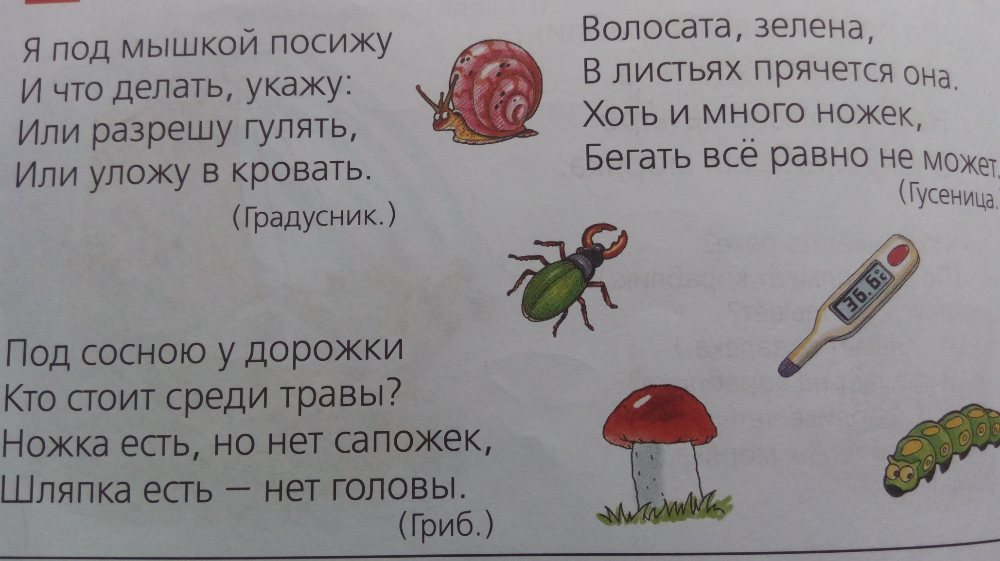 Я под мышкой посижу
И что делать, укажу:
Или разрешу гулять,
Или уложу в кровать.
(Градусник.)
Волосата, зелена,
В листьях прячется она.
Хоть и много ножек,
Бегать всё равно не может.
(Гусеница.)
36.6°c
Под сосною у дорожки
Кто стоит среди травы?
Ножка есть, но нет сапожек,
Шляпка есть — нет головы.
(Гриб.)